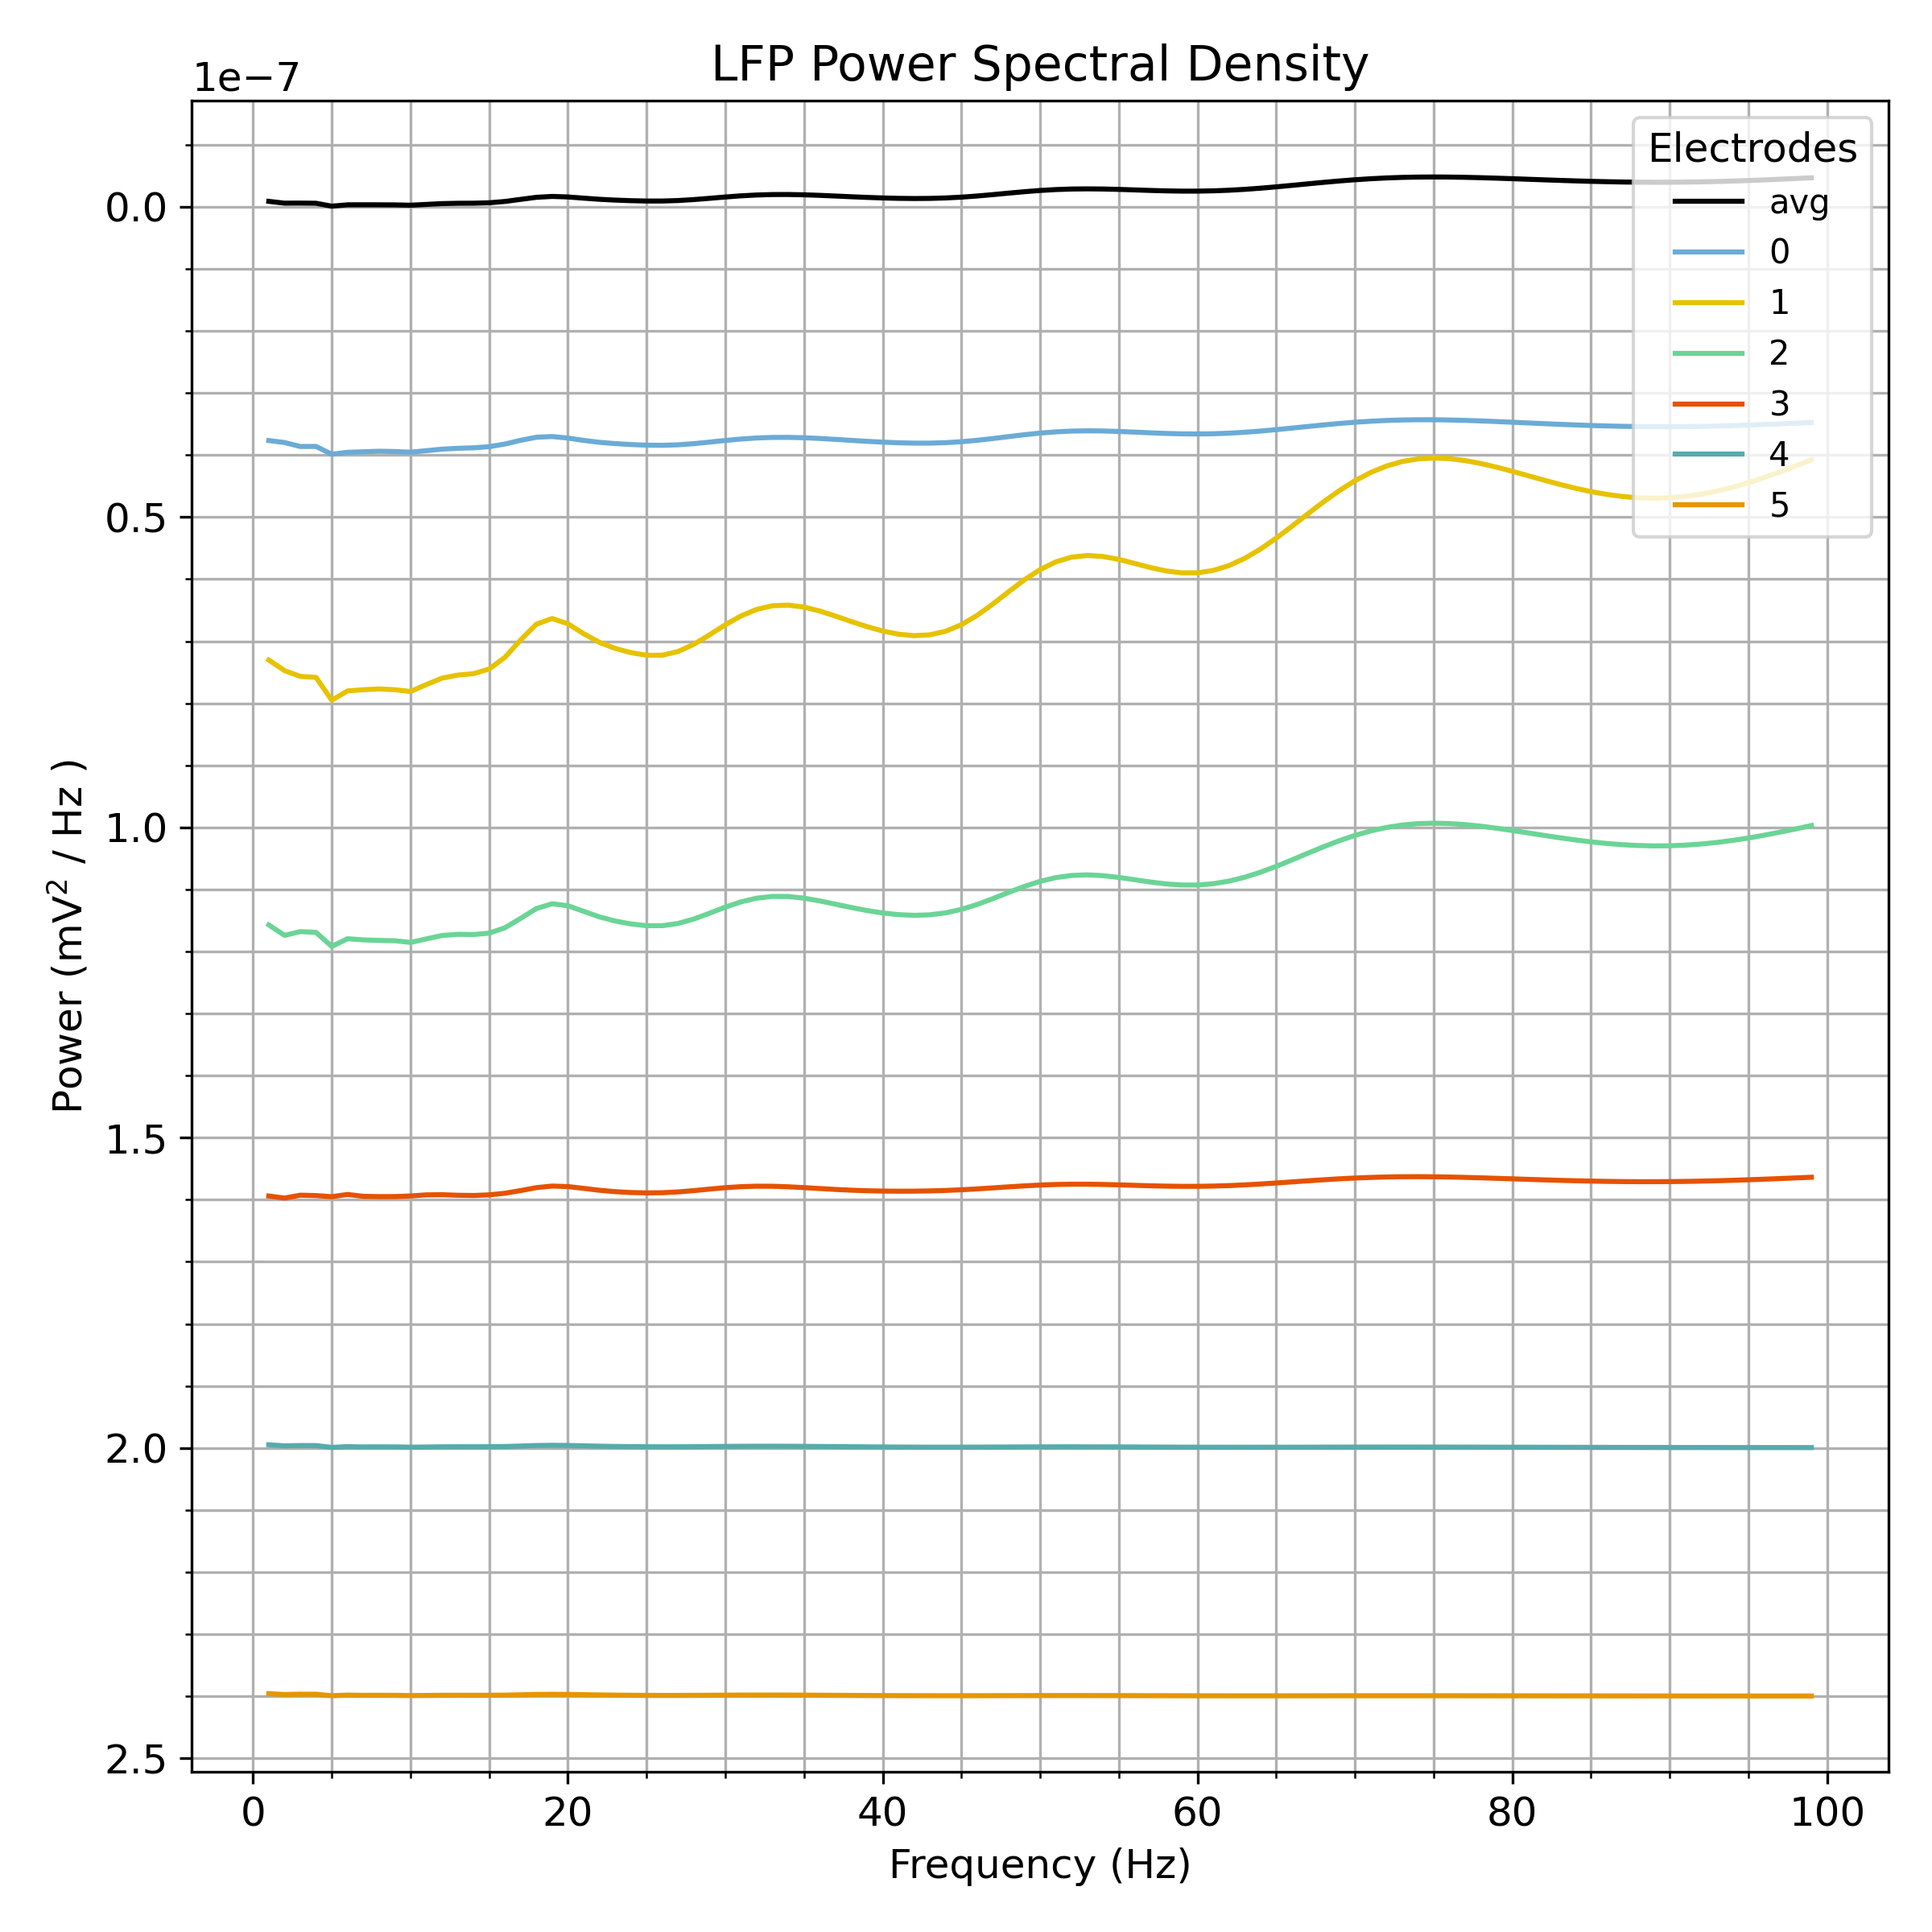 LFP Power Spectral Density
1e−7
Electrodes
avg
0
1
2
3
4
5
0.0
0.5
1.0
1.5
2.0
2.5
Power (mV² / Hz )
0 20 40 60 80 100
Frequency (Hz)